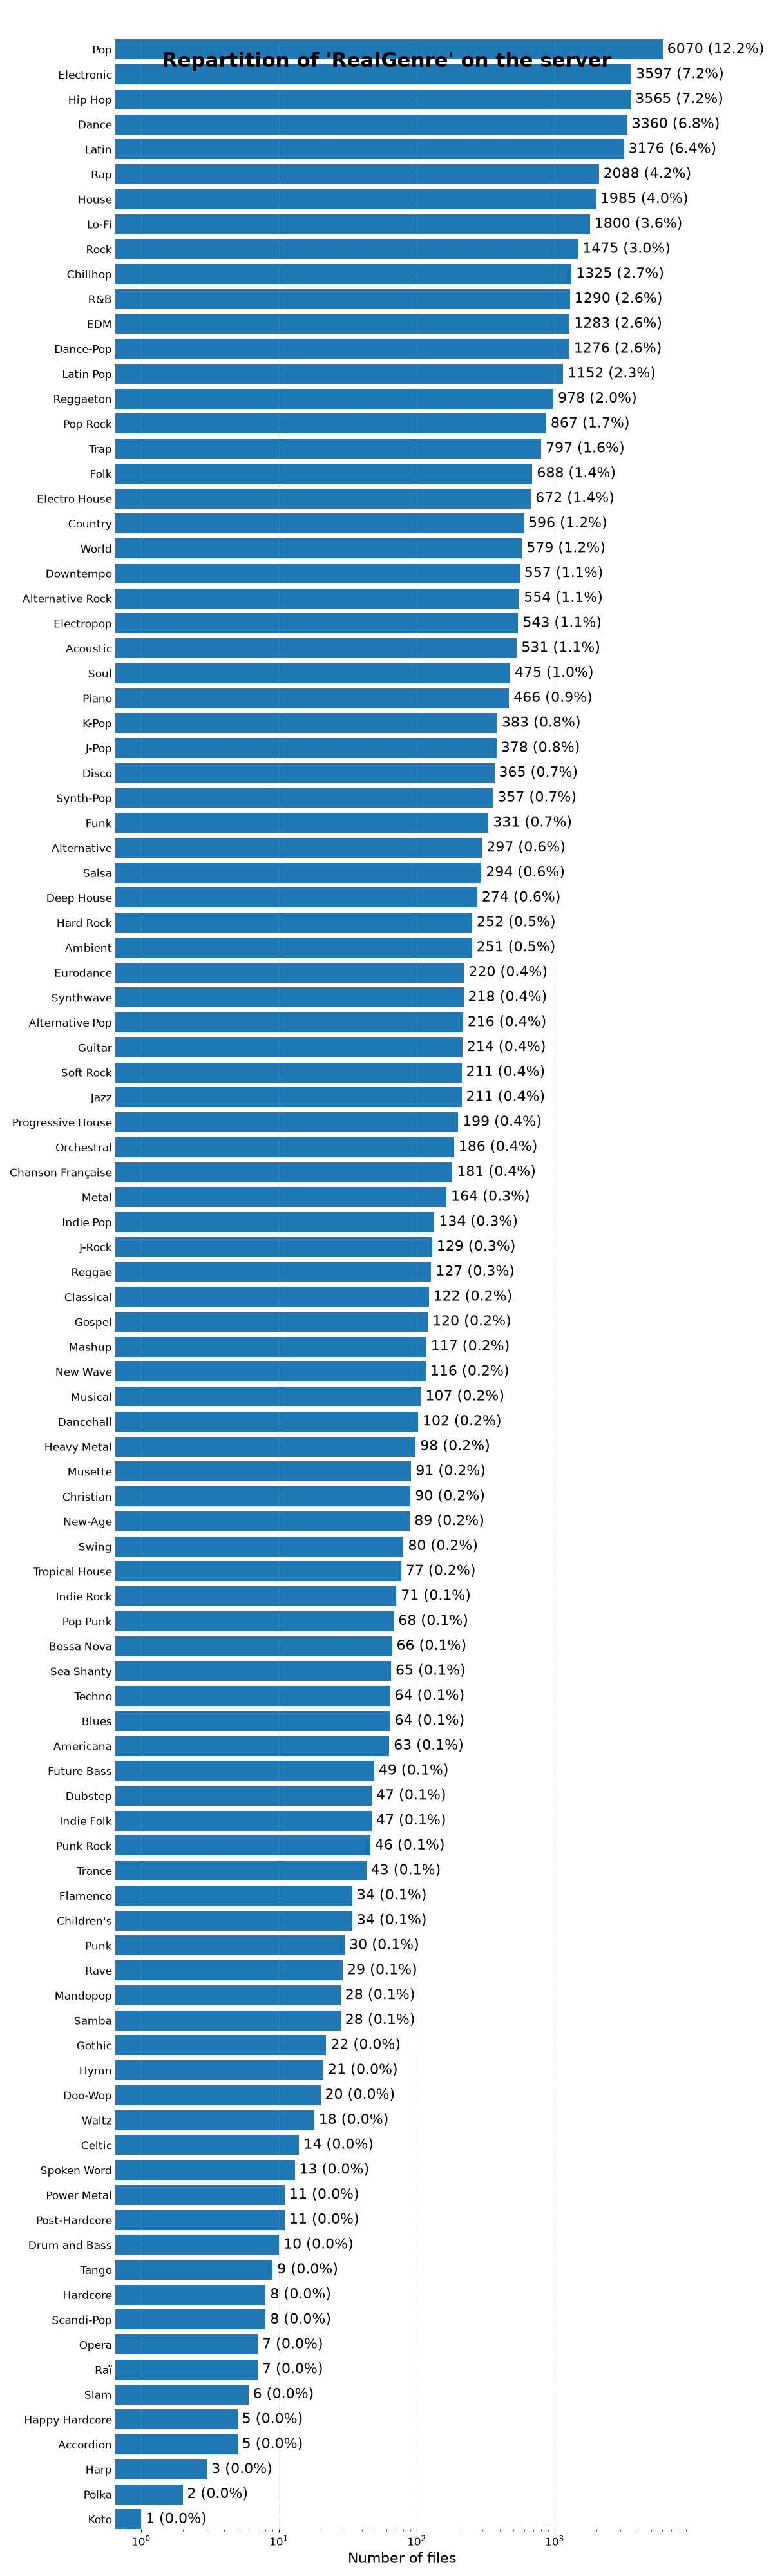 Repartition of 'RealGenre' on the server
Pop 6070 (12.2%)
Electronic 3597 (7.2%)
Hip Hop 3565 (7.2%)
Dance 3360 (6.8%)
Latin 3176 (6.4%)
Rap 2088 (4.2%)
House 1985 (4.0%)
Lo-Fi 1800 (3.6%)
Rock 1475 (3.0%)
Chillhop 1325 (2.7%)
R&B 1290 (2.6%)
EDM 1283 (2.6%)
Dance-Pop 1276 (2.6%)
Latin Pop 1152 (2.3%)
Reggaeton 978 (2.0%)
Pop Rock 867 (1.7%)
Trap 797 (1.6%)
Folk 688 (1.4%)
Electro House 672 (1.4%)
Country 596 (1.2%)
World 579 (1.2%)
Downtempo 557 (1.1%)
Alternative Rock 554 (1.1%)
Electropop 543 (1.1%)
Acoustic 531 (1.1%)
Soul 475 (1.0%)
Piano 466 (0.9%)
K-Pop 383 (0.8%)
J-Pop 378 (0.8%)
Disco 365 (0.7%)
Synth-Pop 357 (0.7%)
Funk 331 (0.7%)
Alternative 297 (0.6%)
Salsa 294 (0.6%)
Deep House 274 (0.6%)
Hard Rock 252 (0.5%)
Ambient 251 (0.5%)
Eurodance 220 (0.4%)
Synthwave 218 (0.4%)
Alternative Pop 216 (0.4%)
Guitar 214 (0.4%)
Soft Rock 211 (0.4%)
Jazz 211 (0.4%)
Progressive House 199 (0.4%)
Orchestral 186 (0.4%)
Chanson Française 181 (0.4%)
Metal 164 (0.3%)
Indie Pop 134 (0.3%)
J-Rock 129 (0.3%)
Reggae 127 (0.3%)
Classical 122 (0.2%)
Gospel 120 (0.2%)
Mashup 117 (0.2%)
New Wave 116 (0.2%)
Musical 107 (0.2%)
Dancehall 102 (0.2%)
Heavy Metal 98 (0.2%)
Musette 91 (0.2%)
Christian 90 (0.2%)
New-Age 89 (0.2%)
Swing 80 (0.2%)
Tropical House 77 (0.2%)
Indie Rock 71 (0.1%)
Pop Punk 68 (0.1%)
Bossa Nova 66 (0.1%)
Sea Shanty 65 (0.1%)
Techno 64 (0.1%)
Blues 64 (0.1%)
Americana 63 (0.1%)
Future Bass 49 (0.1%)
Dubstep 47 (0.1%)
Indie Folk 47 (0.1%)
Punk Rock 46 (0.1%)
Trance 43 (0.1%)
Flamenco 34 (0.1%)
Children's 34 (0.1%)
Punk 30 (0.1%)
Rave 29 (0.1%)
Mandopop 28 (0.1%)
Samba 28 (0.1%)
Gothic 22 (0.0%)
Hymn 21 (0.0%)
Doo-Wop 20 (0.0%)
Waltz 18 (0.0%)
Celtic 14 (0.0%)
Spoken Word 13 (0.0%)
Power Metal 11 (0.0%)
Post-Hardcore 11 (0.0%)
Drum and Bass 10 (0.0%)
Tango 9 (0.0%)
Hardcore 8 (0.0%)
Scandi-Pop 8 (0.0%)
Opera 7 (0.0%)
Raï 7 (0.0%)
Slam 6 (0.0%)
Happy Hardcore 5 (0.0%)
Accordion 5 (0.0%)
Harp 3 (0.0%)
Polka 2 (0.0%)
Koto 1 (0.0%)
10⁰ 10¹ 10² 10³
Number of files